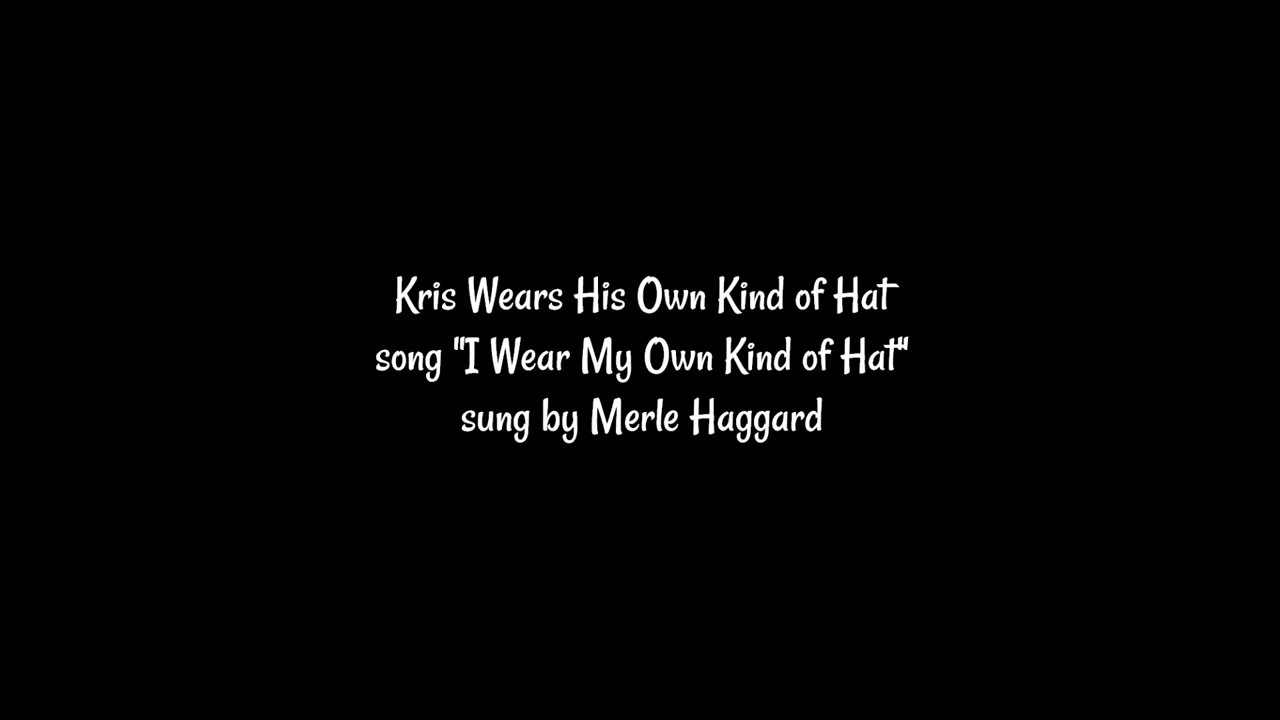 Kris Wears His Own Kind of Hat
song "I Wear My Own Kind of Hat"
sung by Merle Haggard